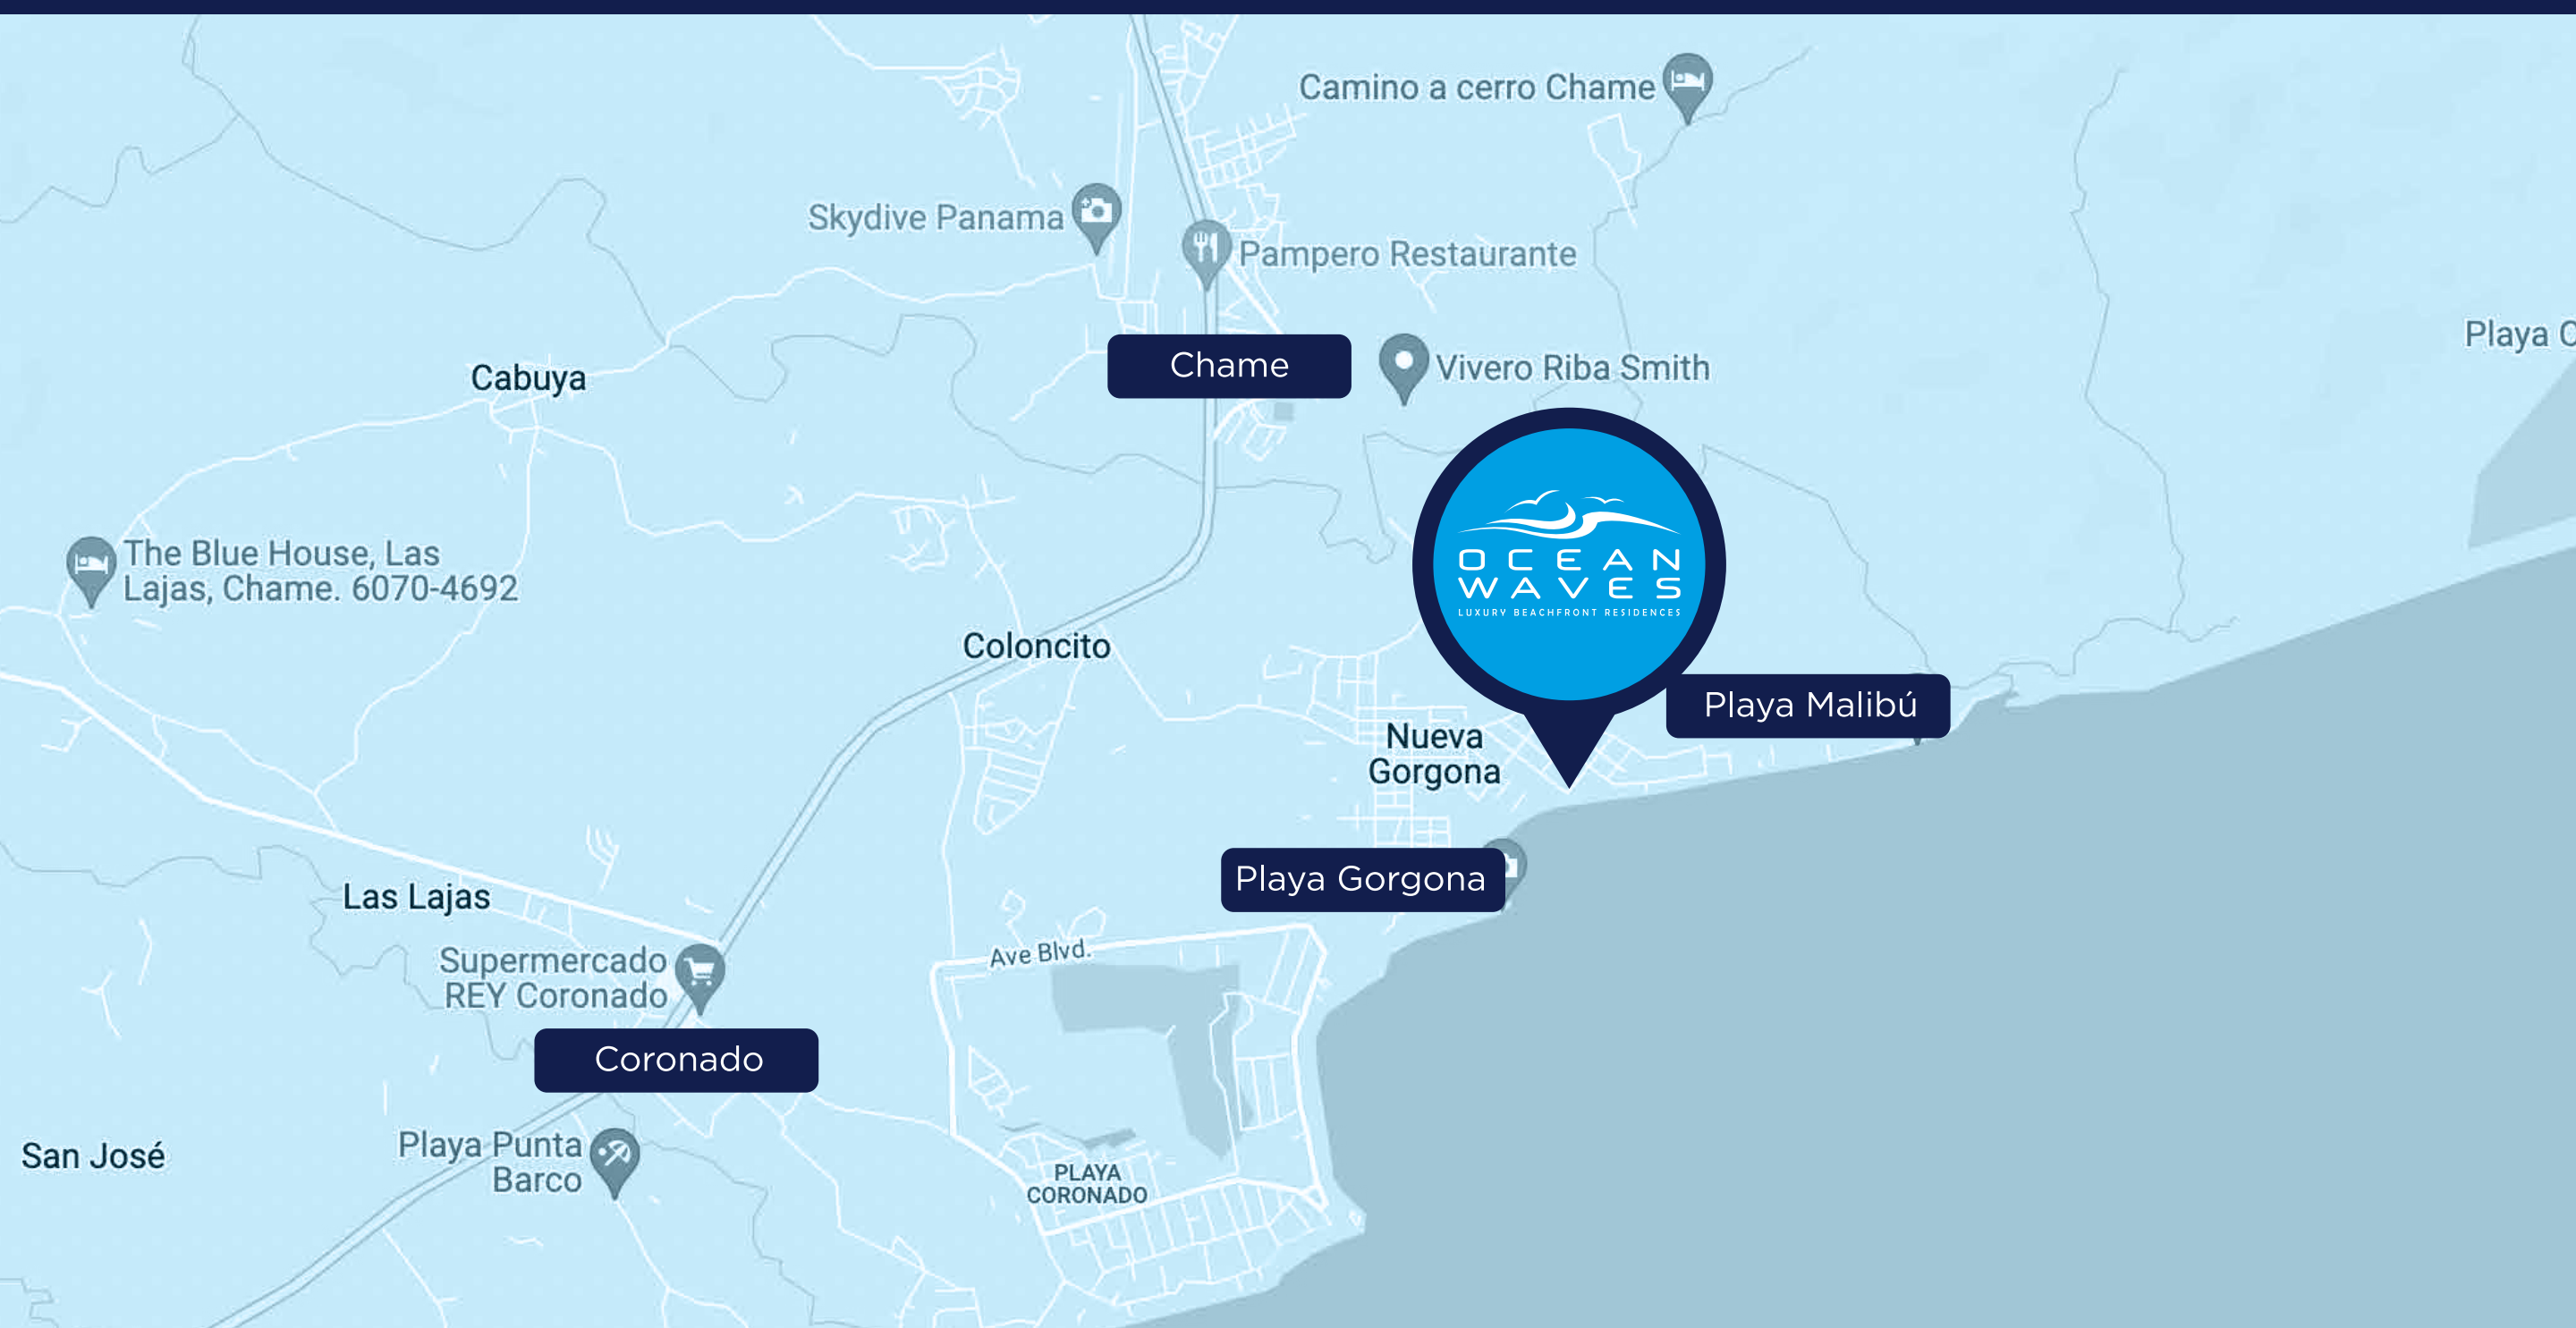 Camino a cerro Chame
Skydive Panama
Pampero Restaurante
Playa
Chame
Vivero Riba Smith
Cabuya
OCEAN
WAVES
LUXURY BEACHFRONT RESIDENCES
The Blue House, Las
Lajas, Chame. 6070-4692
Coloncito
Playa Malibú
Nueva
Gorgona
Playa Gorgona
Las Lajas
Ave Blvd.
Supermercado
REY Coronado
Coronado
San José
Playa Punta
Barco
PLAYA
CORONADO